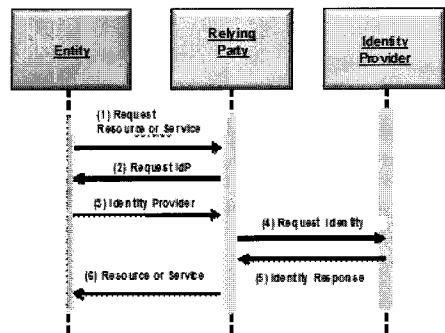 Entity
Relying
Party
Identity
Provider
(1) Request
Resource or Service
(2) Request IdP
(3) Identity Provider
(4) Request Identity
(5) Identity Response
(6) Resource or Service